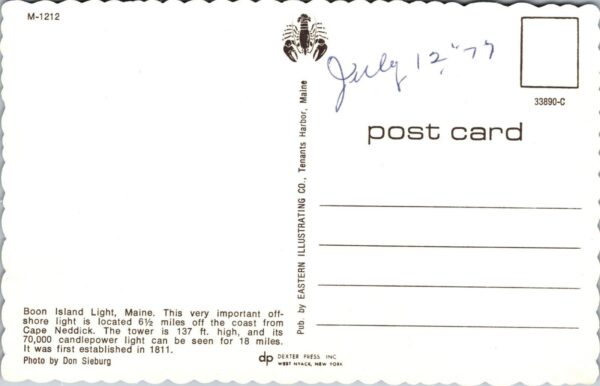 M-1212
July 12" 77
33890-C
post card
Pub. by EASTERN ILLUSTRATING CO., Tenants Harbor, Maine
Boon Island Light, Maine. This very important off-
shore light is located 6½ miles off the coast from
Cape Neddick. The tower is 137 ft. high, and its
70,000 candlepower light can be seen for 18 miles.
It was first established in 1811.
Photo by Don Sieburg
dp DEXTER PRESS, INC.
WEST NYACK, NEW YORK